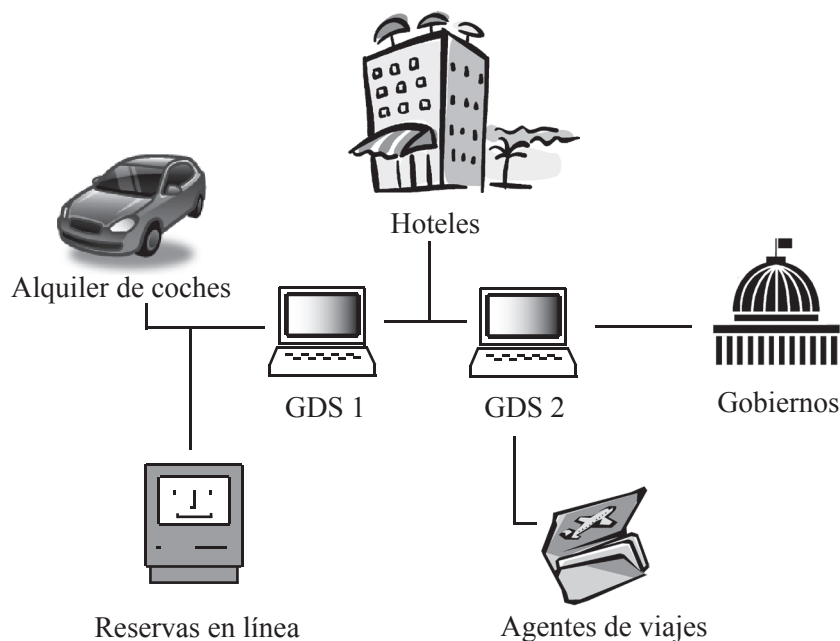 Hoteles
Alquiler de coches
GDS 1
GDS 2
Gobiernos
Reservas en línea
Agentes de viajes